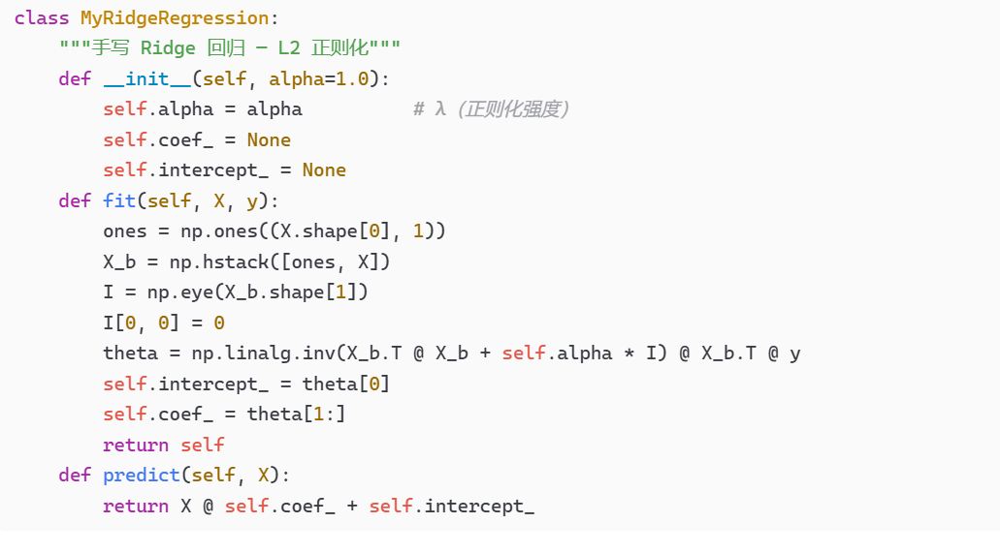 class MyRidgeRegression:
    """手写 Ridge 回归 — L2 正则化"""
    def __init__(self, alpha=1.0):
        self.alpha = alpha          # λ (正则化强度)
        self.coef_ = None
        self.intercept_ = None
    def fit(self, X, y):
        ones = np.ones((X.shape[0], 1))
        X_b = np.hstack([ones, X])
        I = np.eye(X_b.shape[1])
        I[0, 0] = 0
        theta = np.linalg.inv(X_b.T @ X_b + self.alpha * I) @ X_b.T @ y
        self.intercept_ = theta[0]
        self.coef_ = theta[1:]
        return self
    def predict(self, X):
        return X @ self.coef_ + self.intercept_